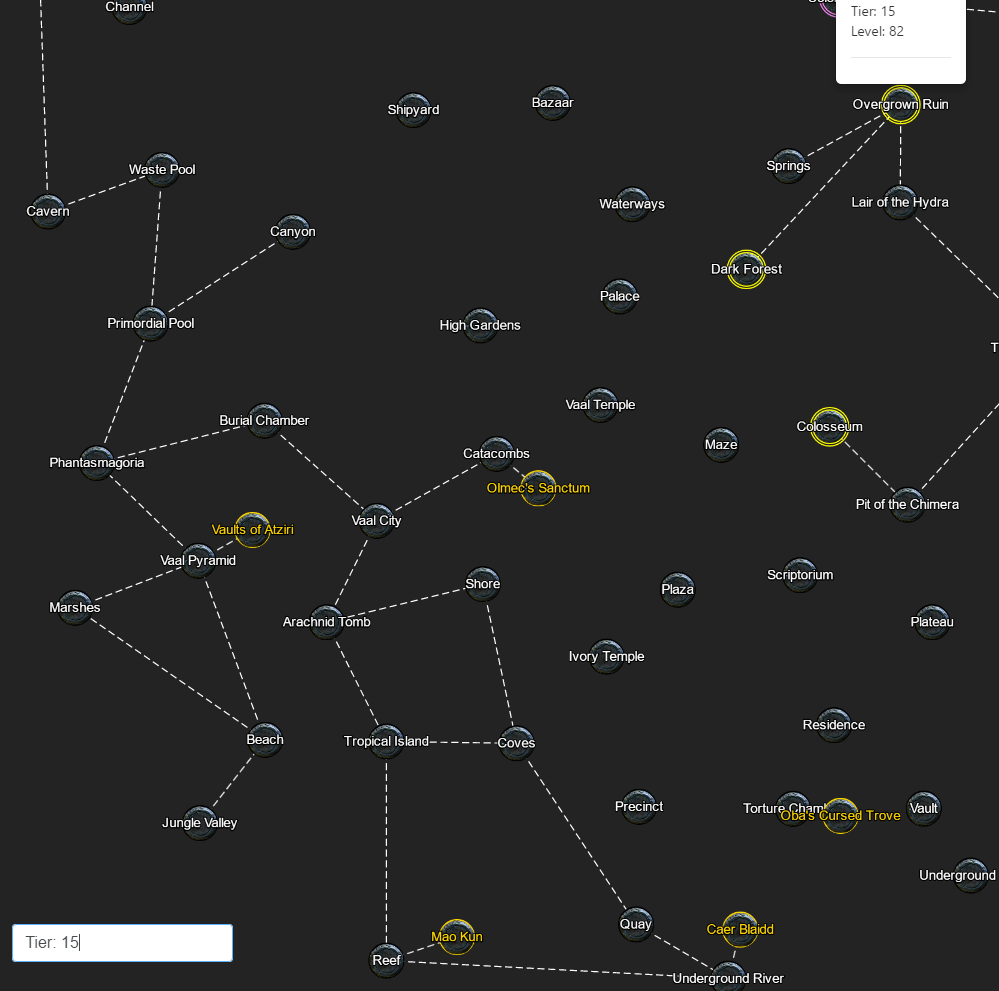 Channel
Tier: 15
Level: 82
Shipyard
Bazaar
Overgrown Ruin
Waste Pool
Springs
Cavern
Waterways
Lair of the Hydra
Canyon
Dark Forest
Palace
Primordial Pool
High Gardens
T
Burial Chamber
Vaal Temple
Colosseum
Maze
Phantasmagoria
Catacombs
Olmec's Sanctum
Pit of the Chimera
Vaal City
Vaults of Atziri
Vaal Pyramid
Scriptorium
Shore
Plaza
Marshes
Arachnid Tomb
Plateau
Ivory Temple
Residence
Beach
Tropical Island
Coves
Precinct
Torture Chamb
Oba's Cursed Trove
Vault
Jungle Valley
Underground
Quay
Caer Blaidd
Mao Kun
Tier: 15
Reef
Underground River